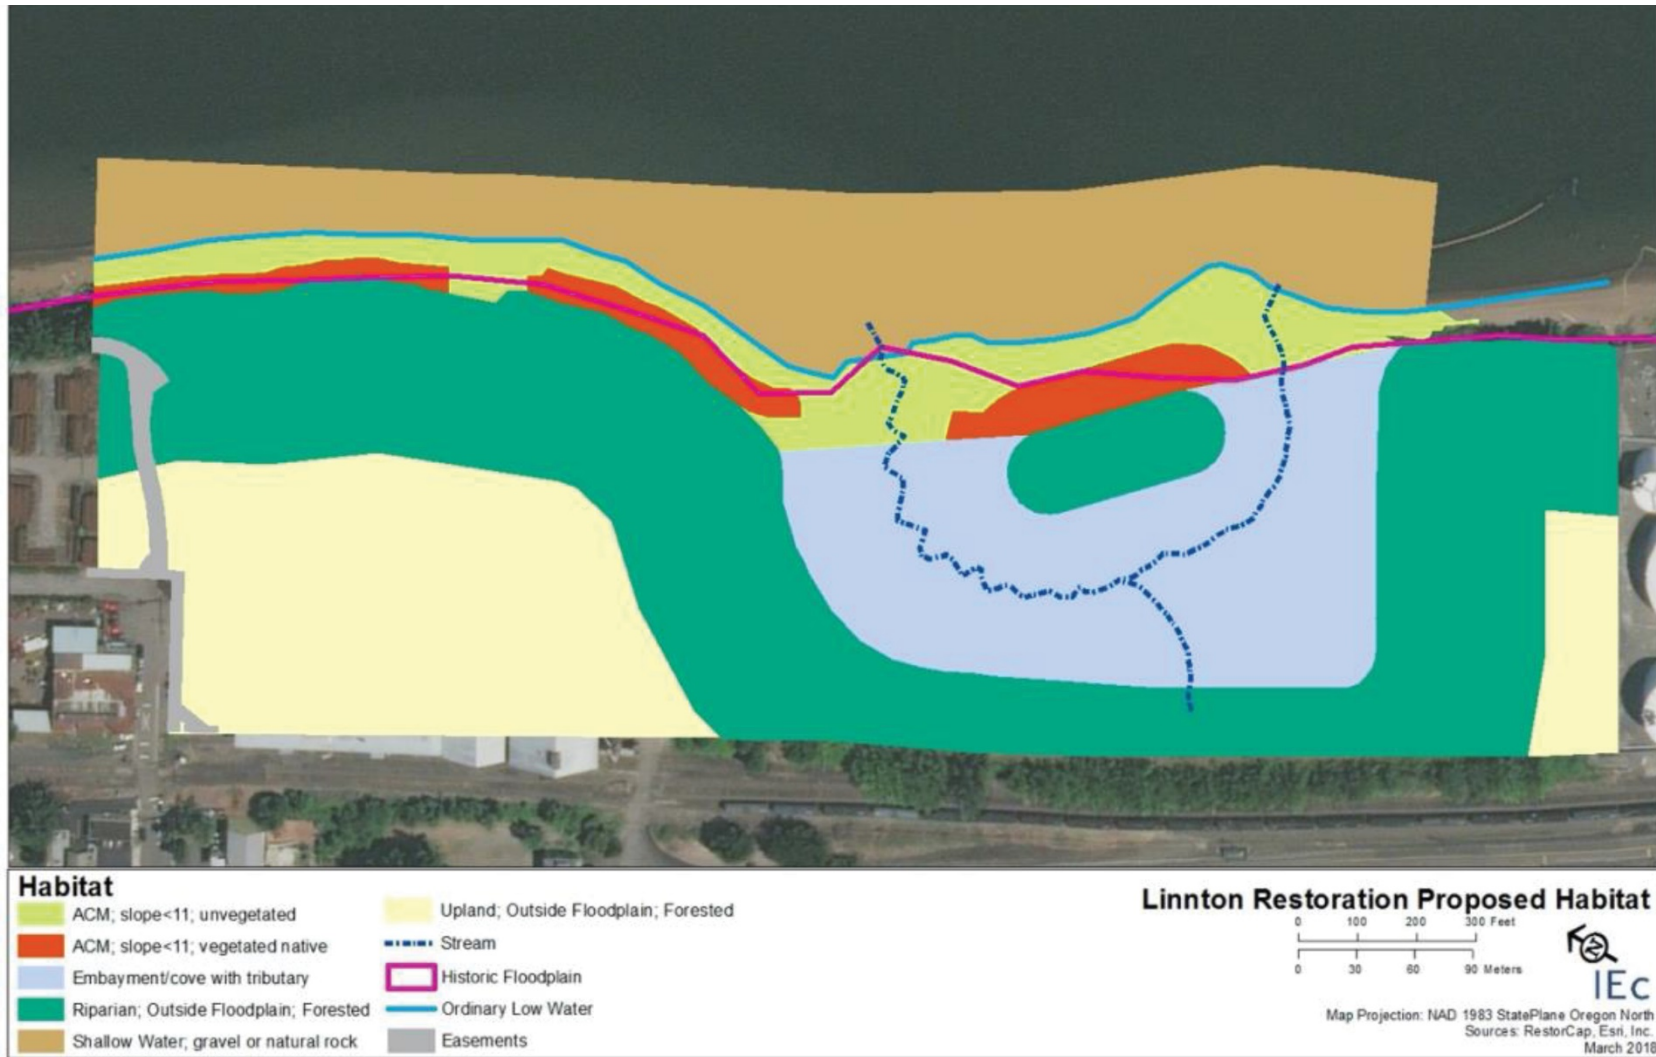 Habitat
ACM; slope<11; unvegetated
ACM; slope<11; vegetated native
Embayment/cove with tributary
Riparian; Outside Floodplain; Forested
Shallow Water; gravel or natural rock
Upland; Outside Floodplain; Forested
Stream
Historic Floodplain
Ordinary Low Water
Easements
Linnton Restoration Proposed Habitat
0 100 200 300 Feet
0 30 60 90 Meters
N
IEc
Map Projection: NAD 1983 StatePlane Oregon North
Sources: RestorCap, Esri, Inc.
March 2018